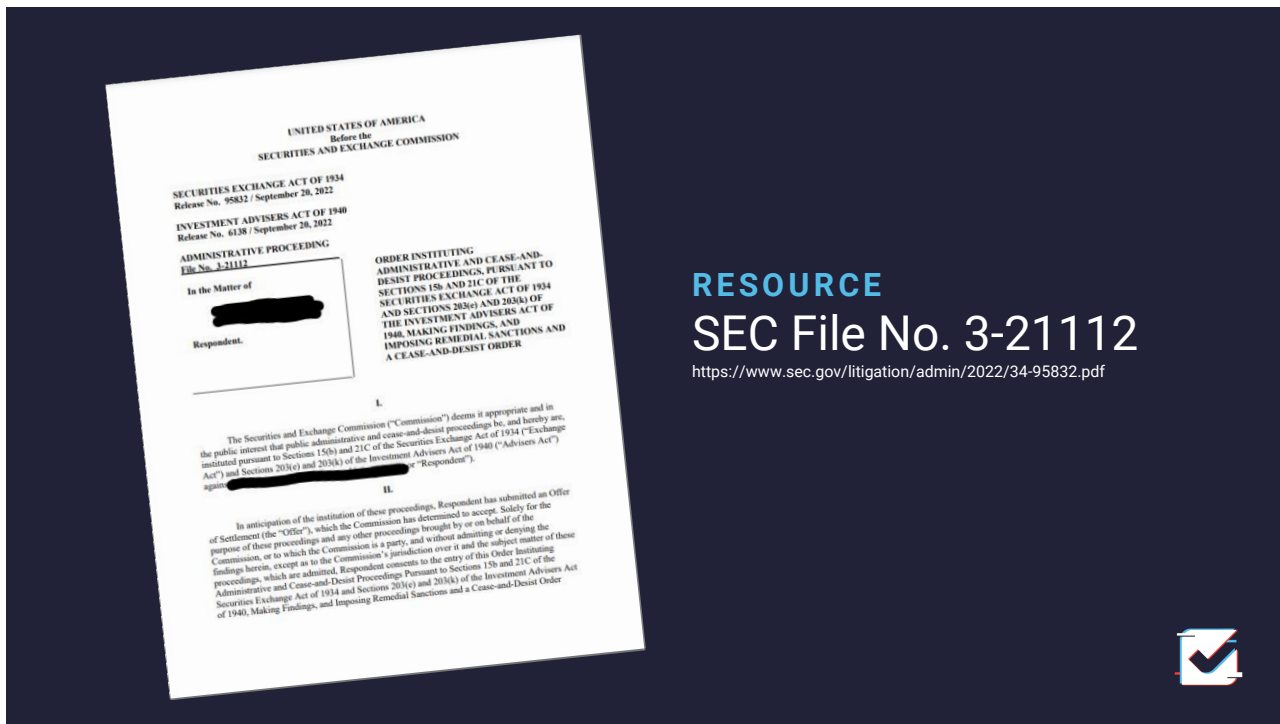 UNITED STATES OF AMERICA
Before the
SECURITIES AND EXCHANGE COMMISSION
SECURITIES EXCHANGE ACT OF 1934
Release No. 95832 / September 20, 2022
INVESTMENT ADVISERS ACT OF 1940
Release No. 6138 / September 20, 2022
ADMINISTRATIVE PROCEEDING
File No. 3-21112
In the Matter of
Respondent.
ORDER INSTITUTING
ADMINISTRATIVE AND CEASE-AND-
DESIST PROCEEDINGS, PURSUANT TO
SECTIONS 15b AND 21C OF THE
SECURITIES EXCHANGE ACT OF 1934
AND SECTIONS 203(e) AND 203(k) OF
THE INVESTMENT ADVISERS ACT OF
1940, MAKING FINDINGS, AND
IMPOSING REMEDIAL SANCTIONS AND
A CEASE-AND-DESIST ORDER
I.
The Securities and Exchange Commission (“Commission”) deems it appropriate and in
the public interest that public administrative and cease-and-desist proceedings be, and hereby are,
instituted pursuant to Sections 15(b) and 21C of the Securities Exchange Act of 1934 (“Exchange
Act”) and Sections 203(e) and 203(k) of the Investment Advisers Act of 1940 (“Advisers Act”)
or “Respondent”).
II.
In anticipation of the institution of these proceedings, Respondent has submitted an Offer
of Settlement (the “Offer”), which the Commission has determined to accept. Solely for the
purpose of these proceedings and any other proceedings brought by or on behalf of the
Commission, or to which the Commission is a party, and without admitting or denying the
findings herein, except as to the Commission’s jurisdiction over it and the subject matter of these
proceedings, which are admitted, Respondent consents to the entry of this Order Instituting
Administrative and Cease-and-Desist Proceedings Pursuant to Sections 15b and 21C of the
Securities Exchange Act of 1934 and Sections 203(e) and 203(k) of the Investment Advisers Act
of 1940, Making Findings, and Imposing Remedial Sanctions and a Cease-and-Desist Order
RESOURCE
SEC File No. 3-21112
https://www.sec.gov/litigation/admin/2022/34-95832.pdf